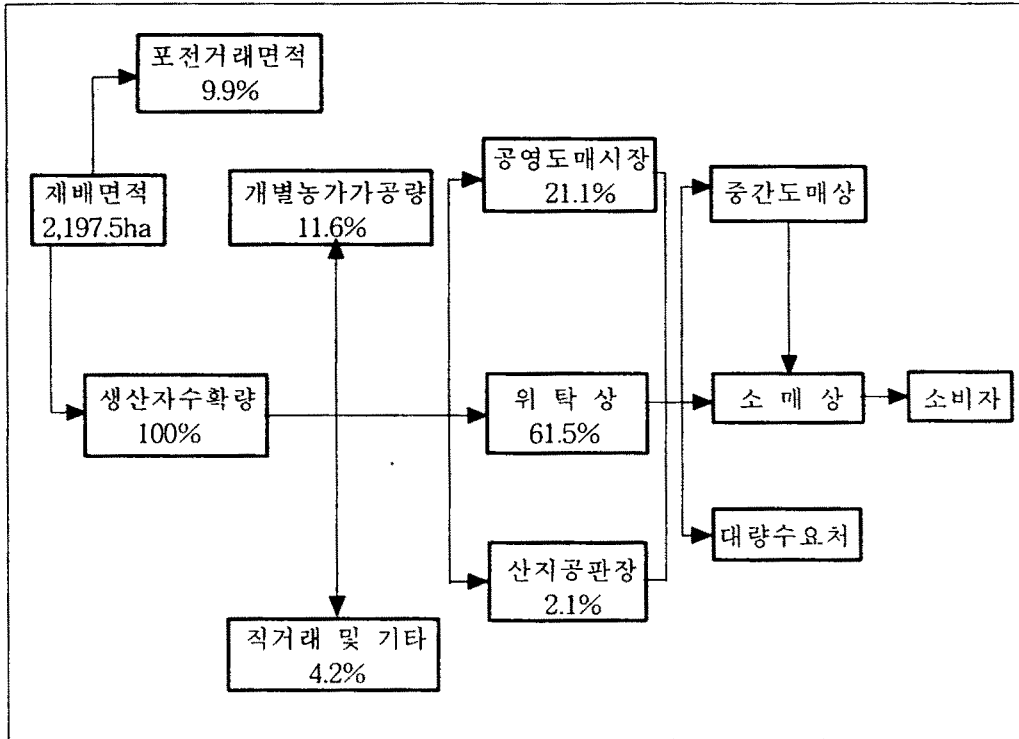 포전거래면적
9.9%
재배면적
2,197.5ha
개별농가가공량
11.6%
공영도매시장
21.1%
중간도매상
생산자수확량
100%
위 탁 상
61.5%
소 매 상
소비자
산지공판장
2.1%
대량수요처
직거래 및 기타
4.2%